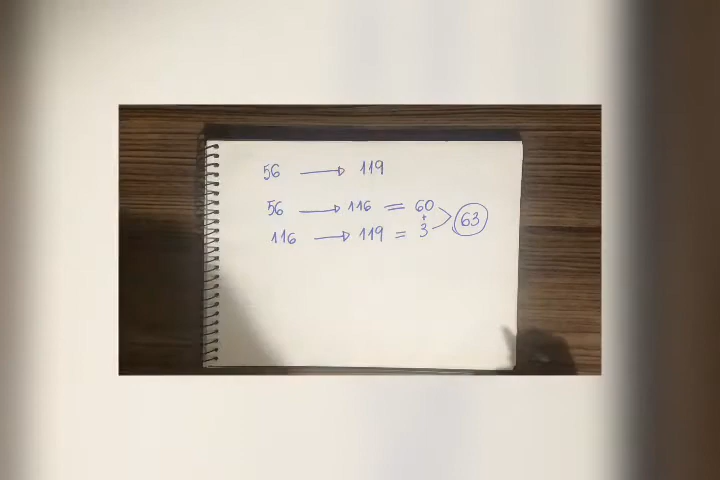 56 → 119
56 → 116 = 60
+
116 → 119 = 3
63